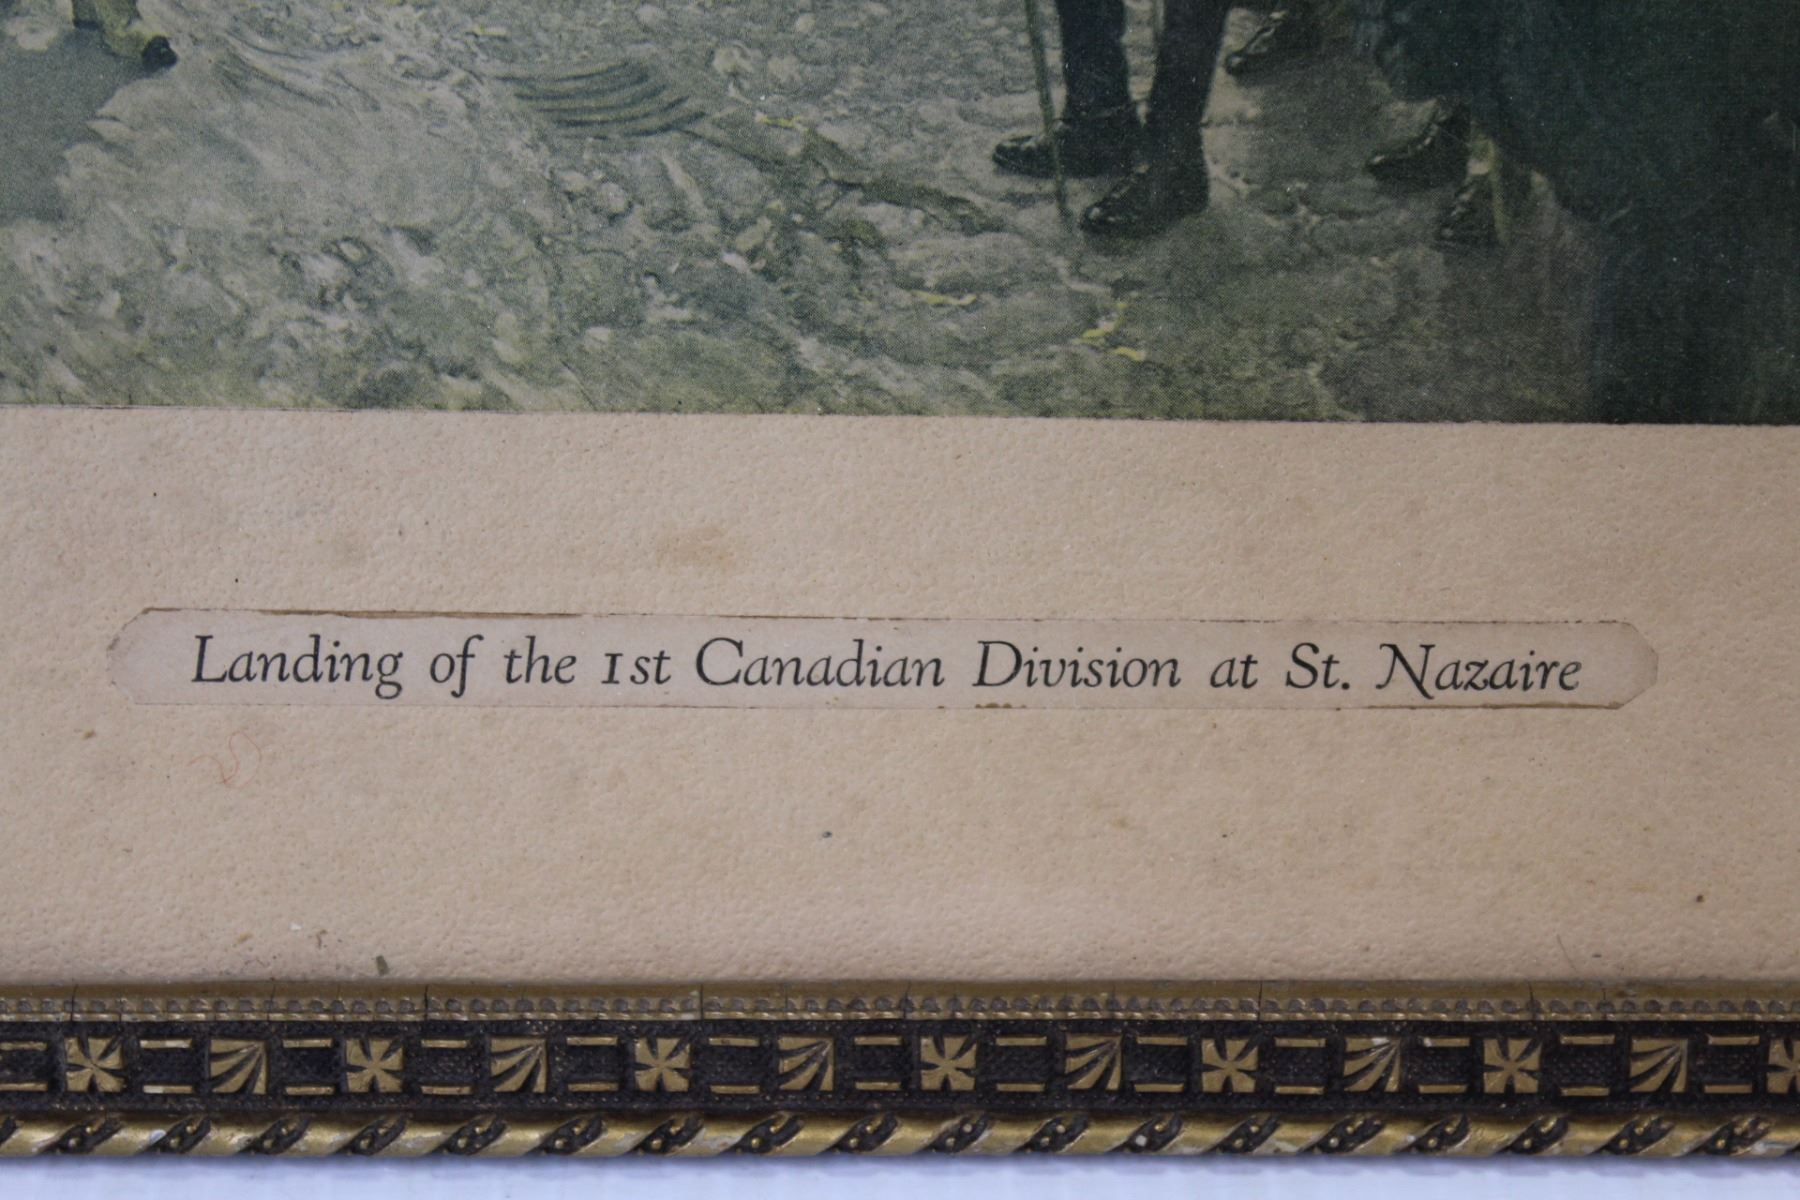 Landing of the 1st Canadian Division at St. Nazaire